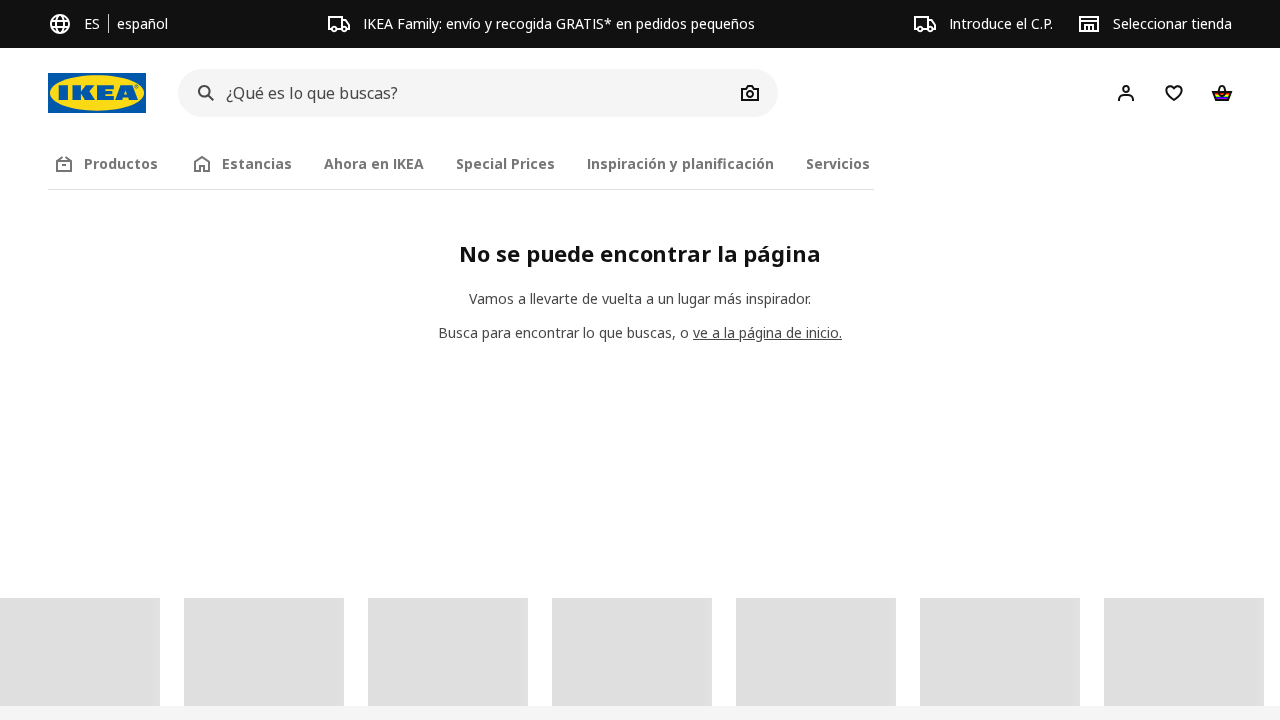 ES | español
IKEA Family: envío y recogida GRATIS* en pedidos pequeños
Introduce el C.P.
Seleccionar tienda
IKEA
¿Qué es lo que buscas?
Productos
Estancias
Ahora en IKEA
Special Prices
Inspiración y planificación
Servicios
No se puede encontrar la página
Vamos a llevarte de vuelta a un lugar más inspirador.
Busca para encontrar lo que buscas, o ve a la página de inicio.